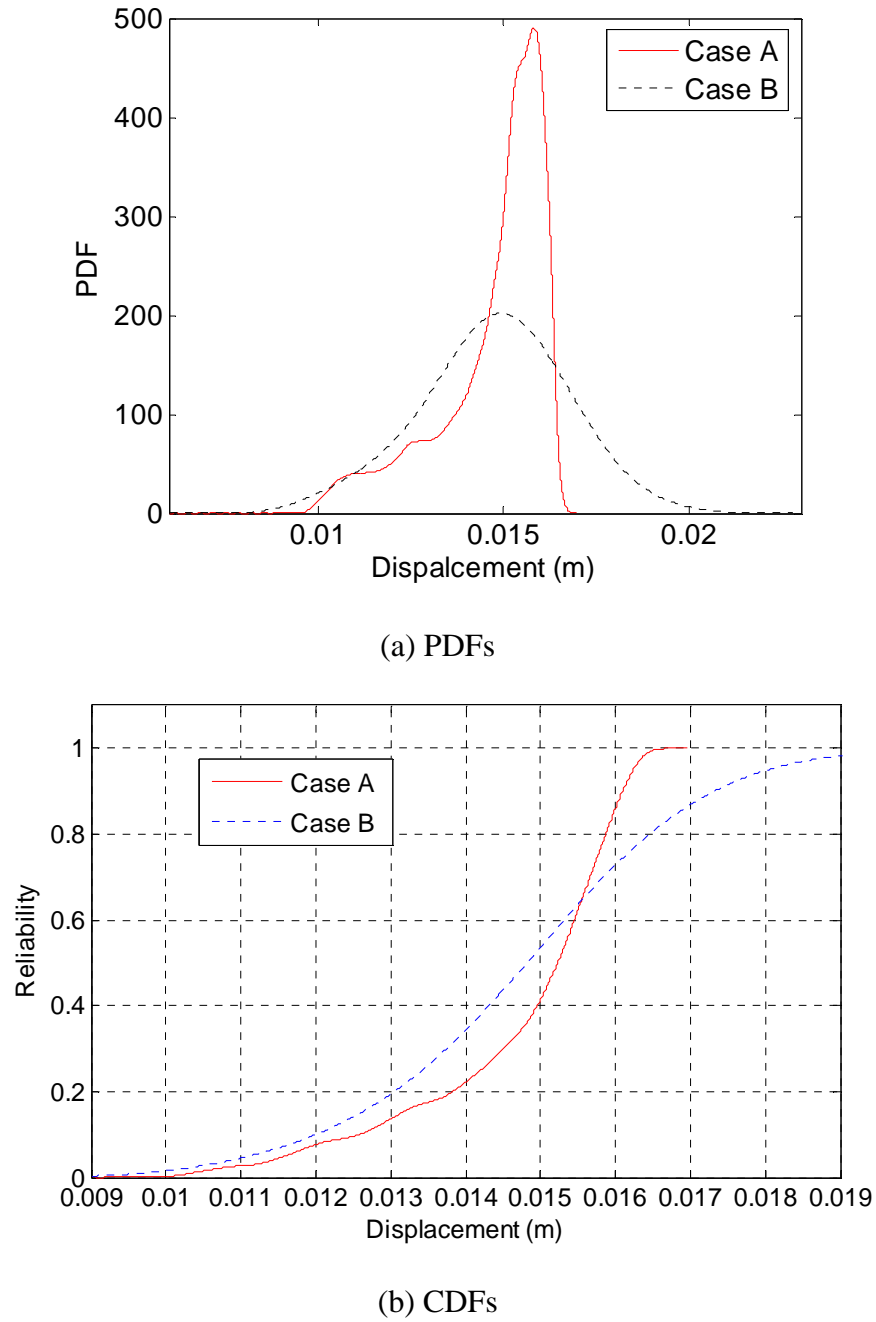 500
400
300
200
100
0
PDF
Case A
Case B
0.01 0.015 0.02
Dispalcement (m)
(a) PDFs
1
0.8
0.6
0.4
0.2
0
Reliability
Case A
Case B
0.009 0.01 0.011 0.012 0.013 0.014 0.015 0.016 0.017 0.018 0.019
Displacement (m)
(b) CDFs